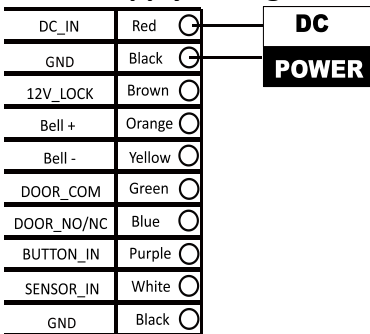 DC_IN Red DC
GND Black POWER
12V_LOCK Brown
Bell + Orange
Bell - Yellow
DOOR_COM Green
DOOR_NO/NC Blue
BUTTON_IN Purple
SENSOR_IN White
GND Black